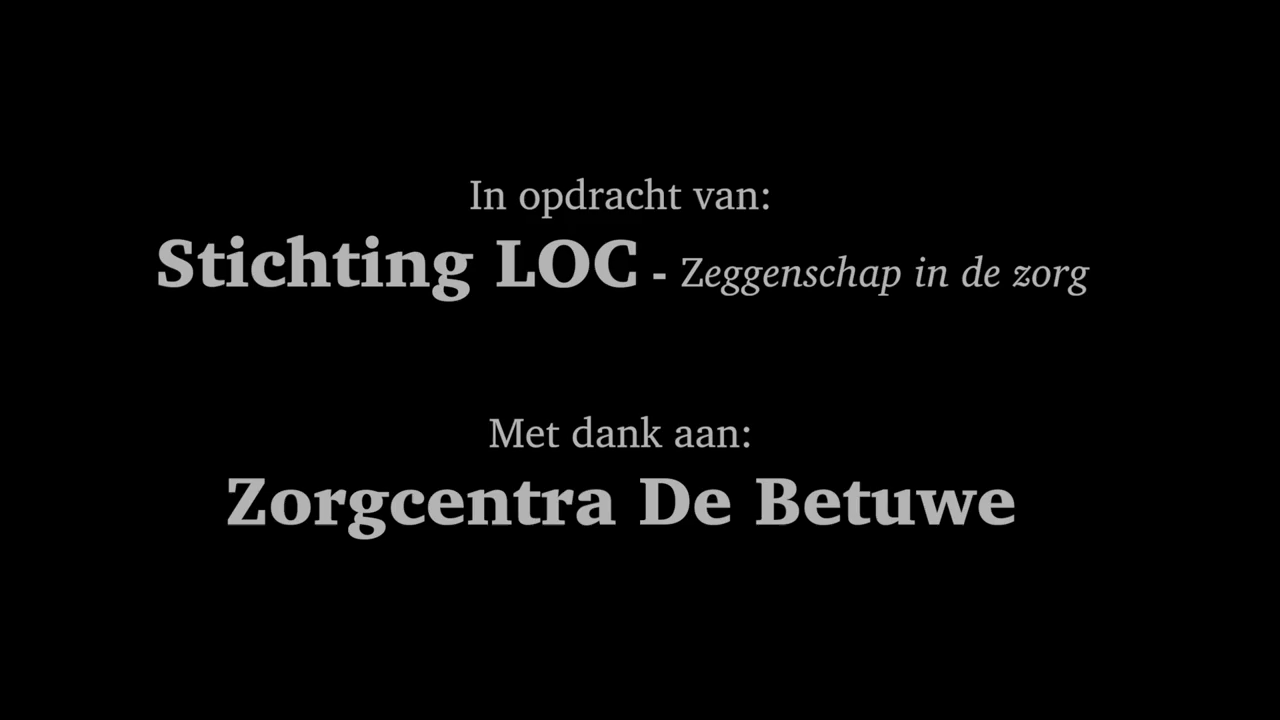 In opdracht van:
Stichting LOC - Zeggenschap in de zorg
Met dank aan:
Zorgcentra De Betuwe